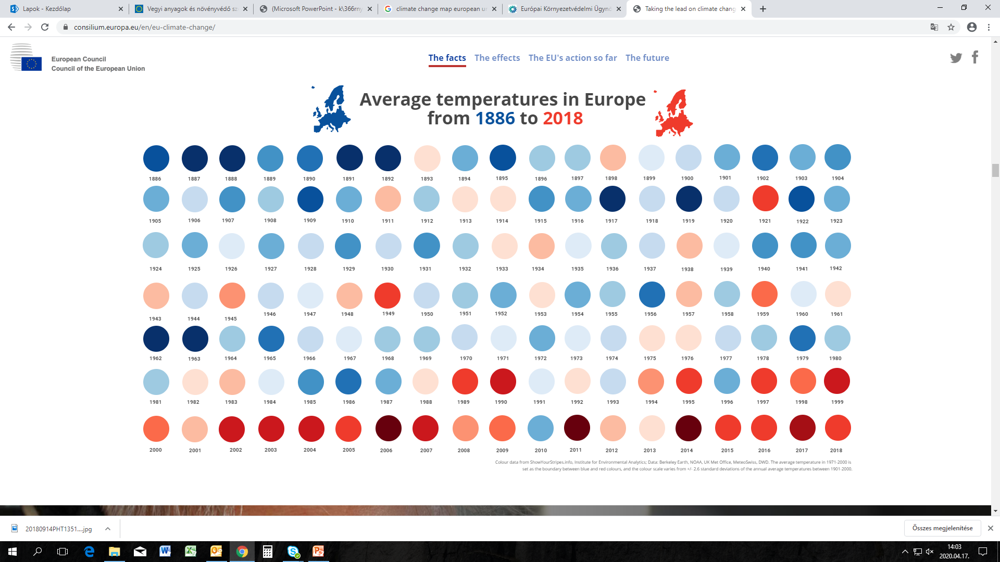 Lapok - Kezdőlap
Vegyi anyagok és növényvédő sz
(Microsoft PowerPoint - k\366rny
climate change map european u
Európai Környezetvédelmi Ügyn
Taking the lead on climate chang
consilium.europa.eu/en/eu-climate-change/
European Council
Council of the European Union
The facts The effects The EU's action so far The future
Average temperatures in Europe
from 1886 to 2018
1886 1887 1888 1889 1890 1891 1892 1893 1894 1895 1896 1897 1898 1899 1900 1901 1902 1903 1904
1905 1906 1907 1908 1909 1910 1911 1912 1913 1914 1915 1916 1917 1918 1919 1920 1921 1922 1923
1924 1925 1926 1927 1928 1929 1930 1931 1932 1933 1934 1935 1936 1937 1938 1939 1940 1941 1942
1943 1944 1945 1946 1947 1948 1949 1950 1951 1952 1953 1954 1955 1956 1957 1958 1959 1960 1961
1962 1963 1964 1965 1966 1967 1968 1969 1970 1971 1972 1973 1974 1975 1976 1977 1978 1979 1980
1981 1982 1983 1984 1985 1986 1987 1988 1989 1990 1991 1992 1993 1994 1995 1996 1997 1998 1999
2000 2001 2002 2003 2004 2005 2006 2007 2008 2009 2010 2011 2012 2013 2014 2015 2016 2017 2018
Colour data from ShowYourStripes.info, Institute for Environmental Analytics; Data: Berkeley Earth, NOAA, UK Met Office, MeteoSwiss, DWD. The average temperature in 1971-2000 is
set as the boundary between blue and red colours, and the colour scale varies from +/- 2.6 standard deviations of the annual average temperatures between 1901-2000.
20180914PHT1351....jpg
Összes megjelenítése
14:03
2020.04.17.